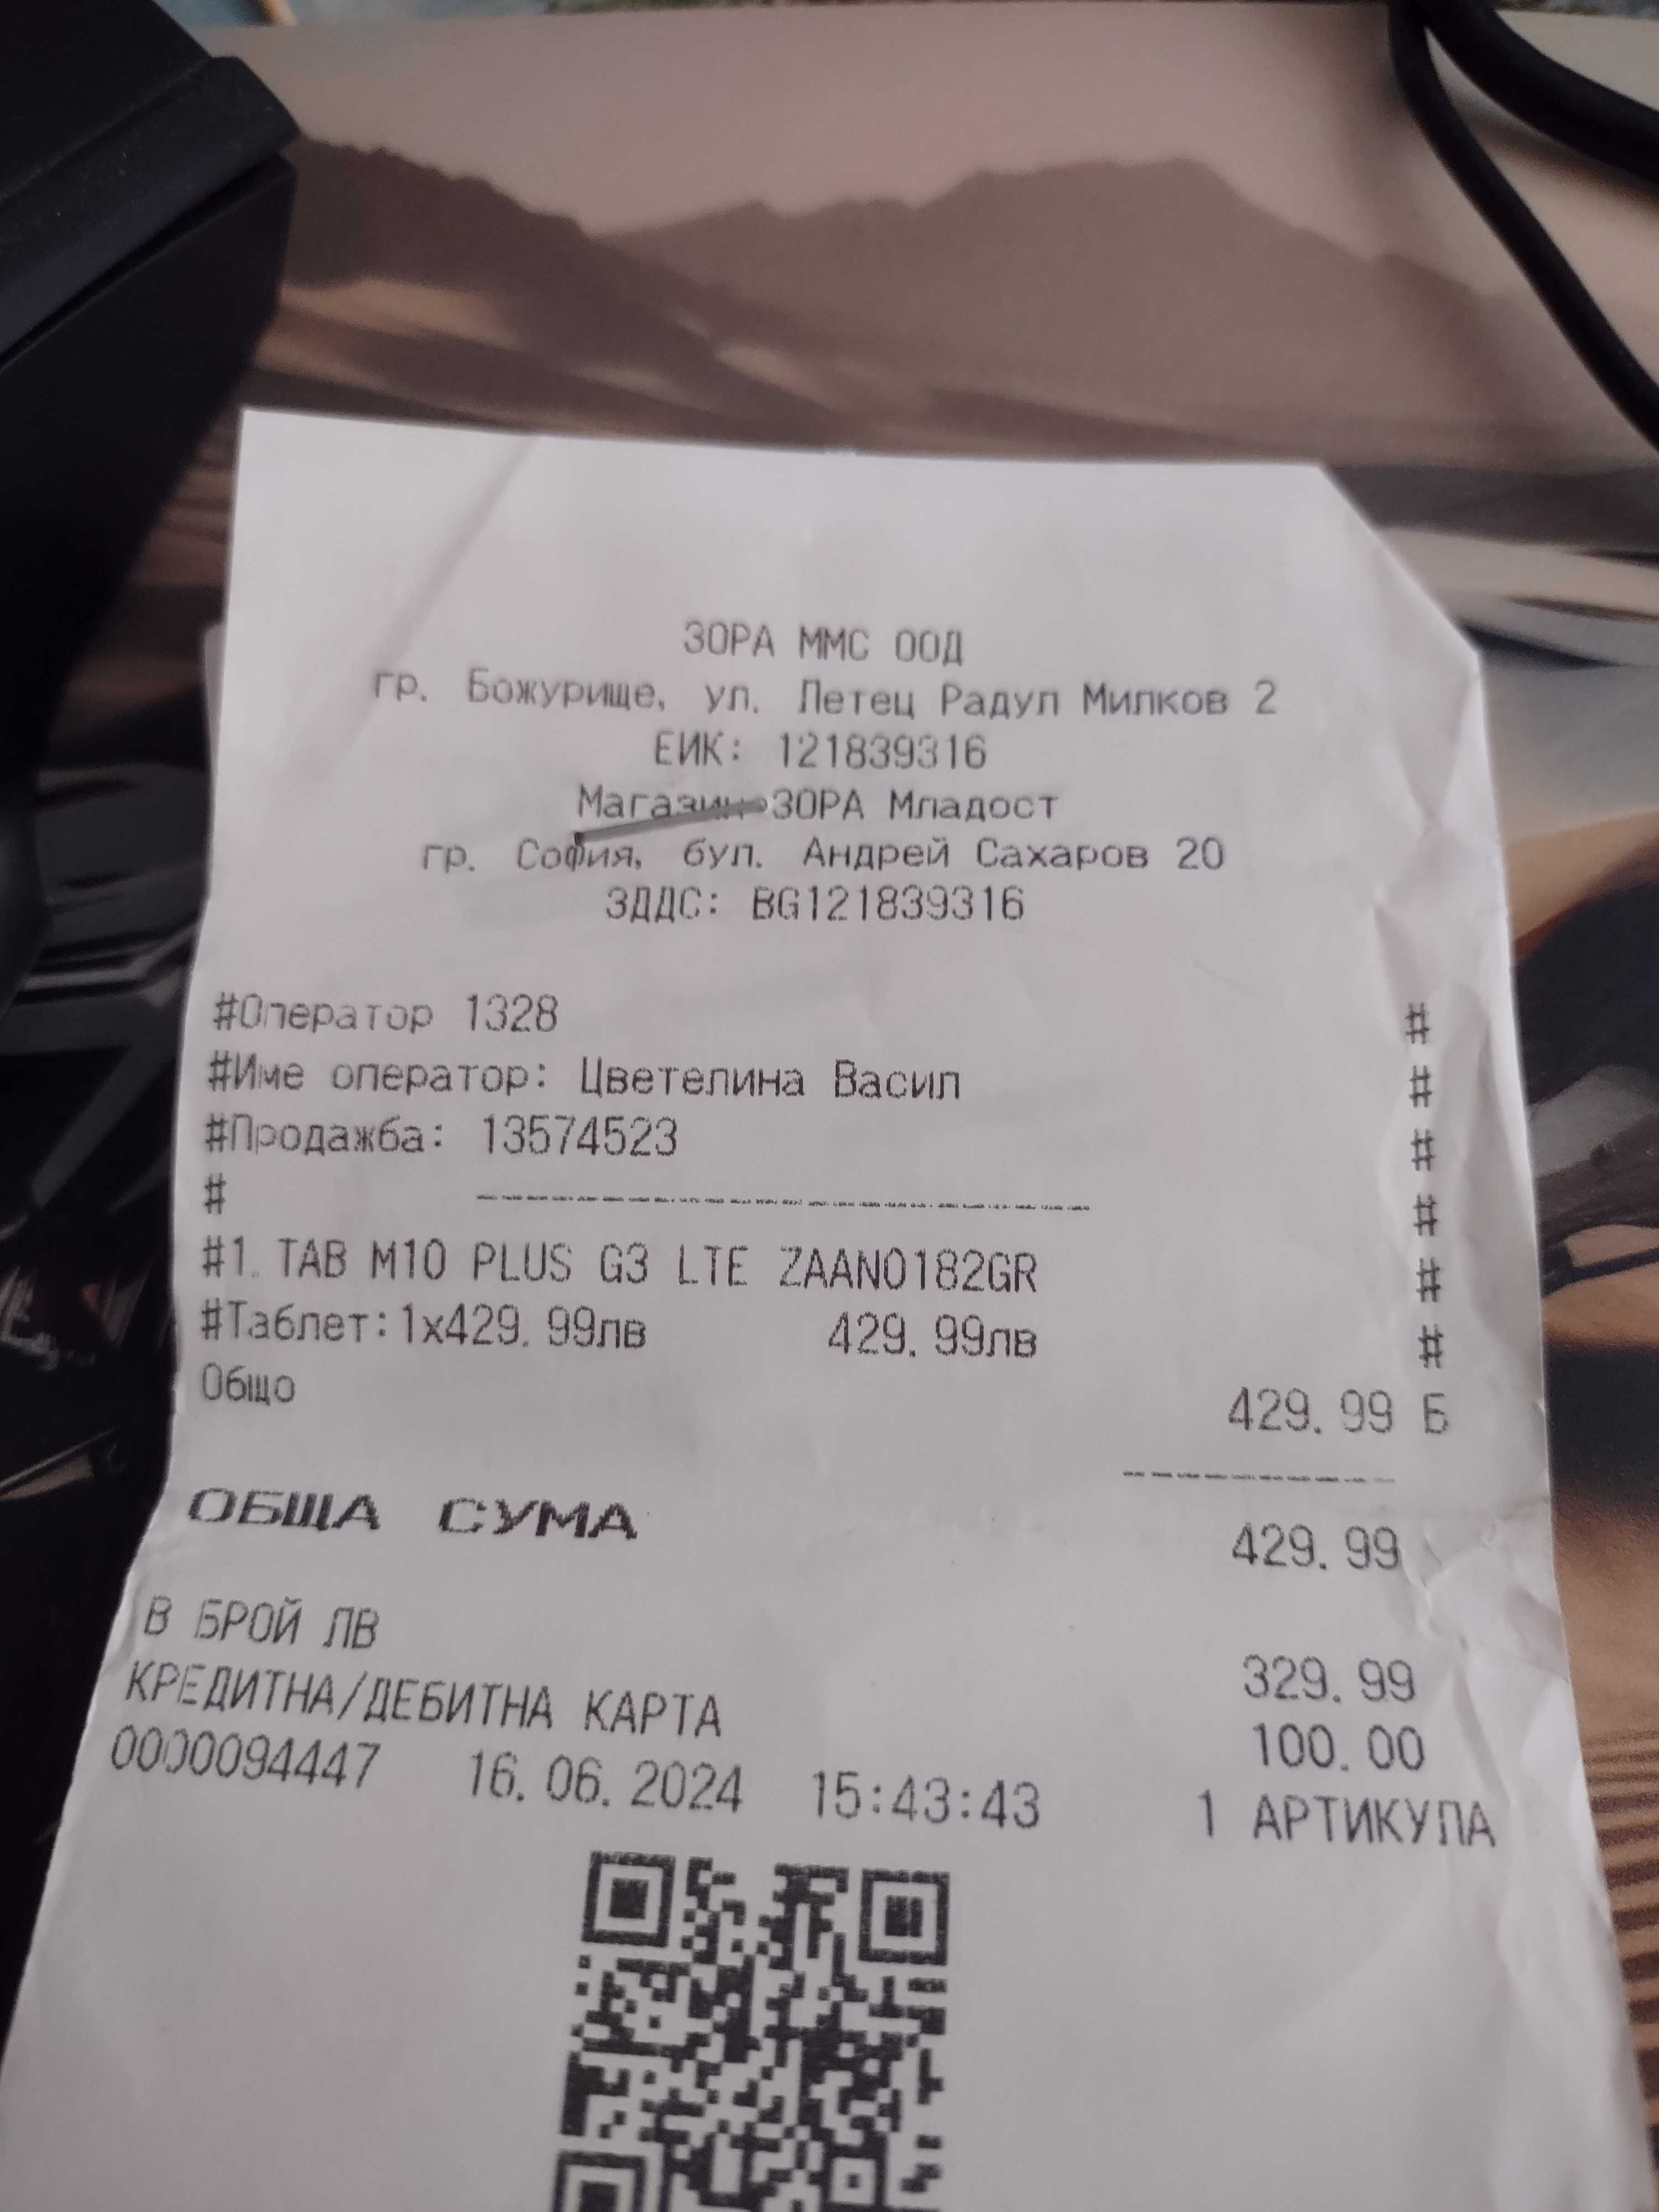 ЗОРА ММС ООД
гр. Божурище, ул. Летец Радул Милков 2
ЕИК: 121839316
Магазин ЗОРА Младост
гр. София, бул. Андрей Сахаров 20
ЗДДС: BG121839316
#Оператор 1328 #
#Име оператор: Цветелина Васил #
#Продажба: 13574523 #
# ------------------------------ #
#1. TAB M10 PLUS G3 LTE ZAAN0182GR #
#Таблет:1x429.99лв 429.99лв #
Общо 429.99 Б
ОБЩА СУМА 429.99
В БРОЙ ЛВ 329.99
КРЕДИТНА/ДЕБИТНА КАРТА 100.00
0000094447 16.06.2024 15:43:43 1 АРТИКУЛА